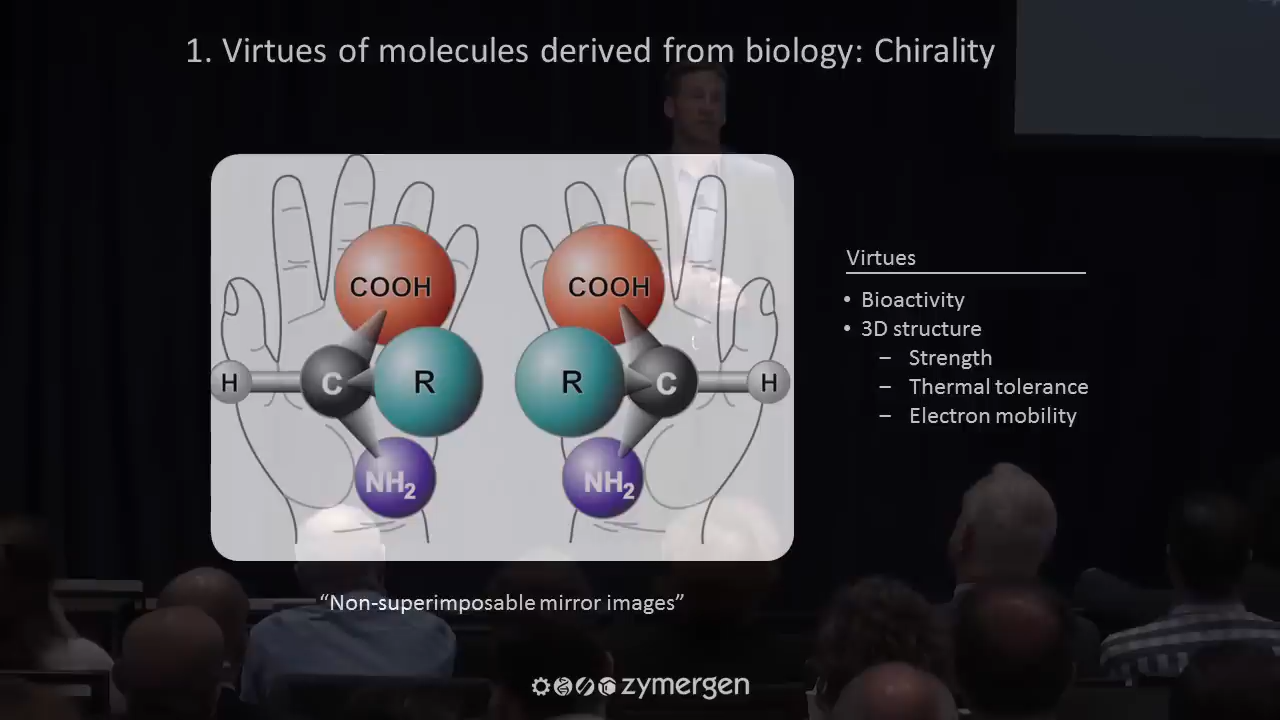 1. Virtues of molecules derived from biology: Chirality
COOH
COOH
H
C
R
R
C
H
NH2
NH2
Virtues
• Bioactivity
• 3D structure
– Strength
– Thermal tolerance
– Electron mobility
“Non-superimposable mirror images”
zymergen